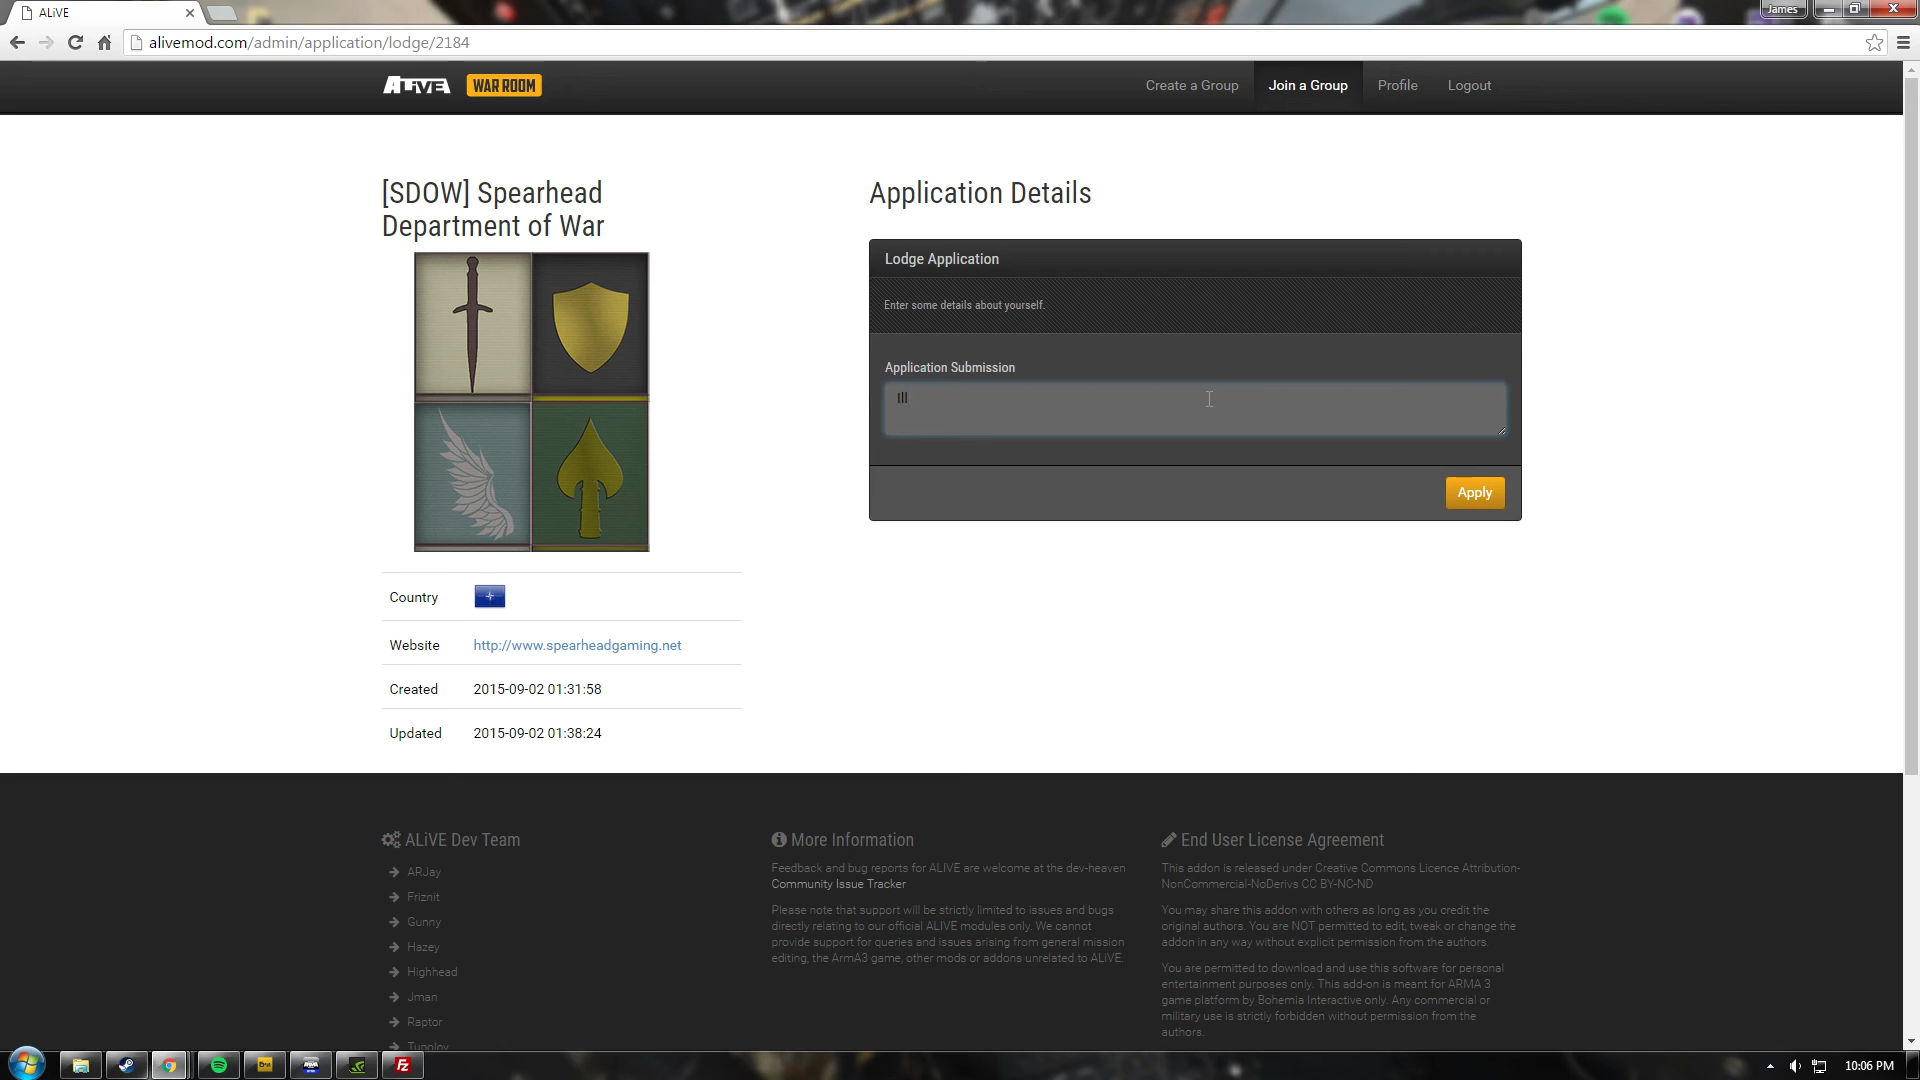 ALiVE
James
alivemod.com/admin/application/lodge/2184
ALiVE WAR ROOM
Create a Group
Join a Group
Profile
Logout
[SDOW] Spearhead
Department of War
Application Details
Lodge Application
Enter some details about yourself.
Application Submission
Apply
Country
Website http://www.spearheadgaming.net
Created 2015-09-02 01:31:58
Updated 2015-09-02 01:38:24
ALiVE Dev Team
ARJay
Friznit
Gunny
Hazey
Highhead
Jman
Raptor
Tupolov
More Information
Feedback and bug reports for ALIVE are welcome at the dev-heaven
Community Issue Tracker
Please note that support will be strictly limited to issues and bugs
directly relating to our official ALIVE modules only. We cannot
provide support for queries and issues arising from general mission
editing, the ArmA3 game, other mods or addons unrelated to ALiVE.
End User License Agreement
This addon is released under Creative Commons Licence Attribution-
NonCommercial-NoDerivs CC BY-NC-ND
You may share this addon with others as long as you credit the
original authors. You are NOT permitted to edit, tweak or change the
addon in any way without explicit permission from the authors.
You are permitted to download and use this software for personal
entertainment purposes only. This add-on is meant for ARMA 3
game platform by Bohemia Interactive only. Any commercial or
military use is strictly forbidden without permission from the
authors.
10:06 PM